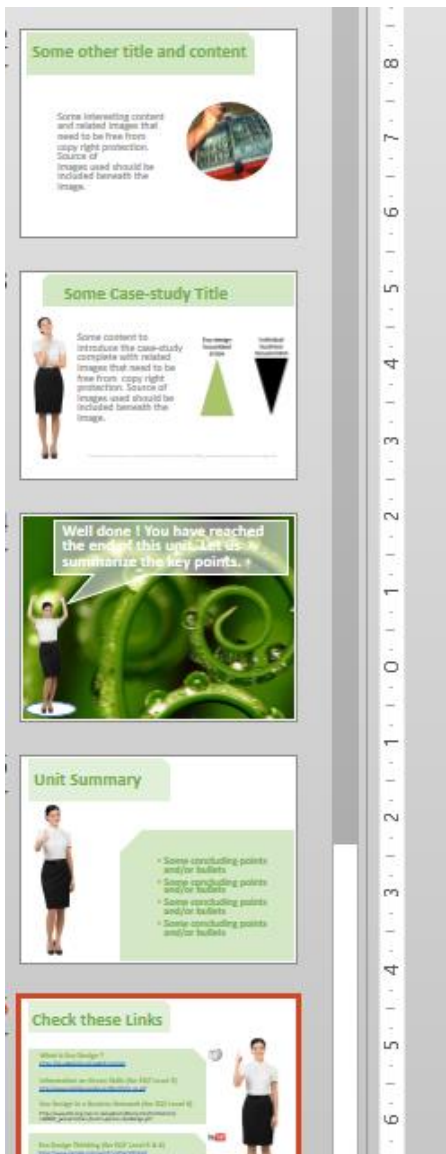 Some other title and content
Some interesting content
and related images that
need to be free from
copy right protection.
Source of
images used should be
included beneath the
image.
Some Case-study Title
Some content to
introduce the case-study
complete with related
images that need to be
free from copy right
protection. Source of
images used should be
included beneath the
image.
Well done ! You have reached
the end of this unit. Let us
summarize the key points.
Unit Summary
Some concluding points
and/or bullets
Some concluding points
and/or bullets
Some concluding points
and/or bullets
Some concluding points
and/or bullets
Check these Links
What is Eco Design ?
8
7
6
5
4
3
2
1
0
1
2
3
4
5
6